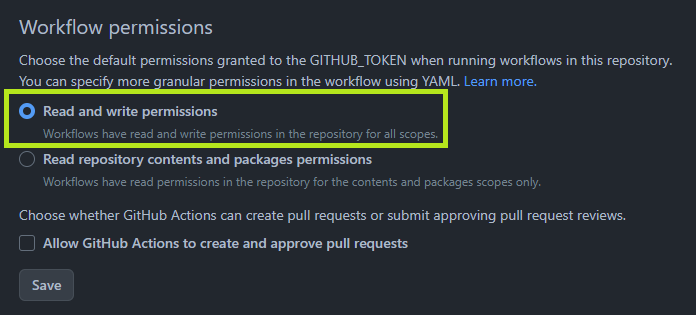 Workflow permissions
Choose the default permissions granted to the GITHUB_TOKEN when running workflows in this repository.
You can specify more granular permissions in the workflow using YAML. Learn more.
Read and write permissions
Workflows have read and write permissions in the repository for all scopes.
Read repository contents and packages permissions
Workflows have read permissions in the repository for the contents and packages scopes only.
Choose whether GitHub Actions can create pull requests or submit approving pull request reviews.
Allow GitHub Actions to create and approve pull requests
Save